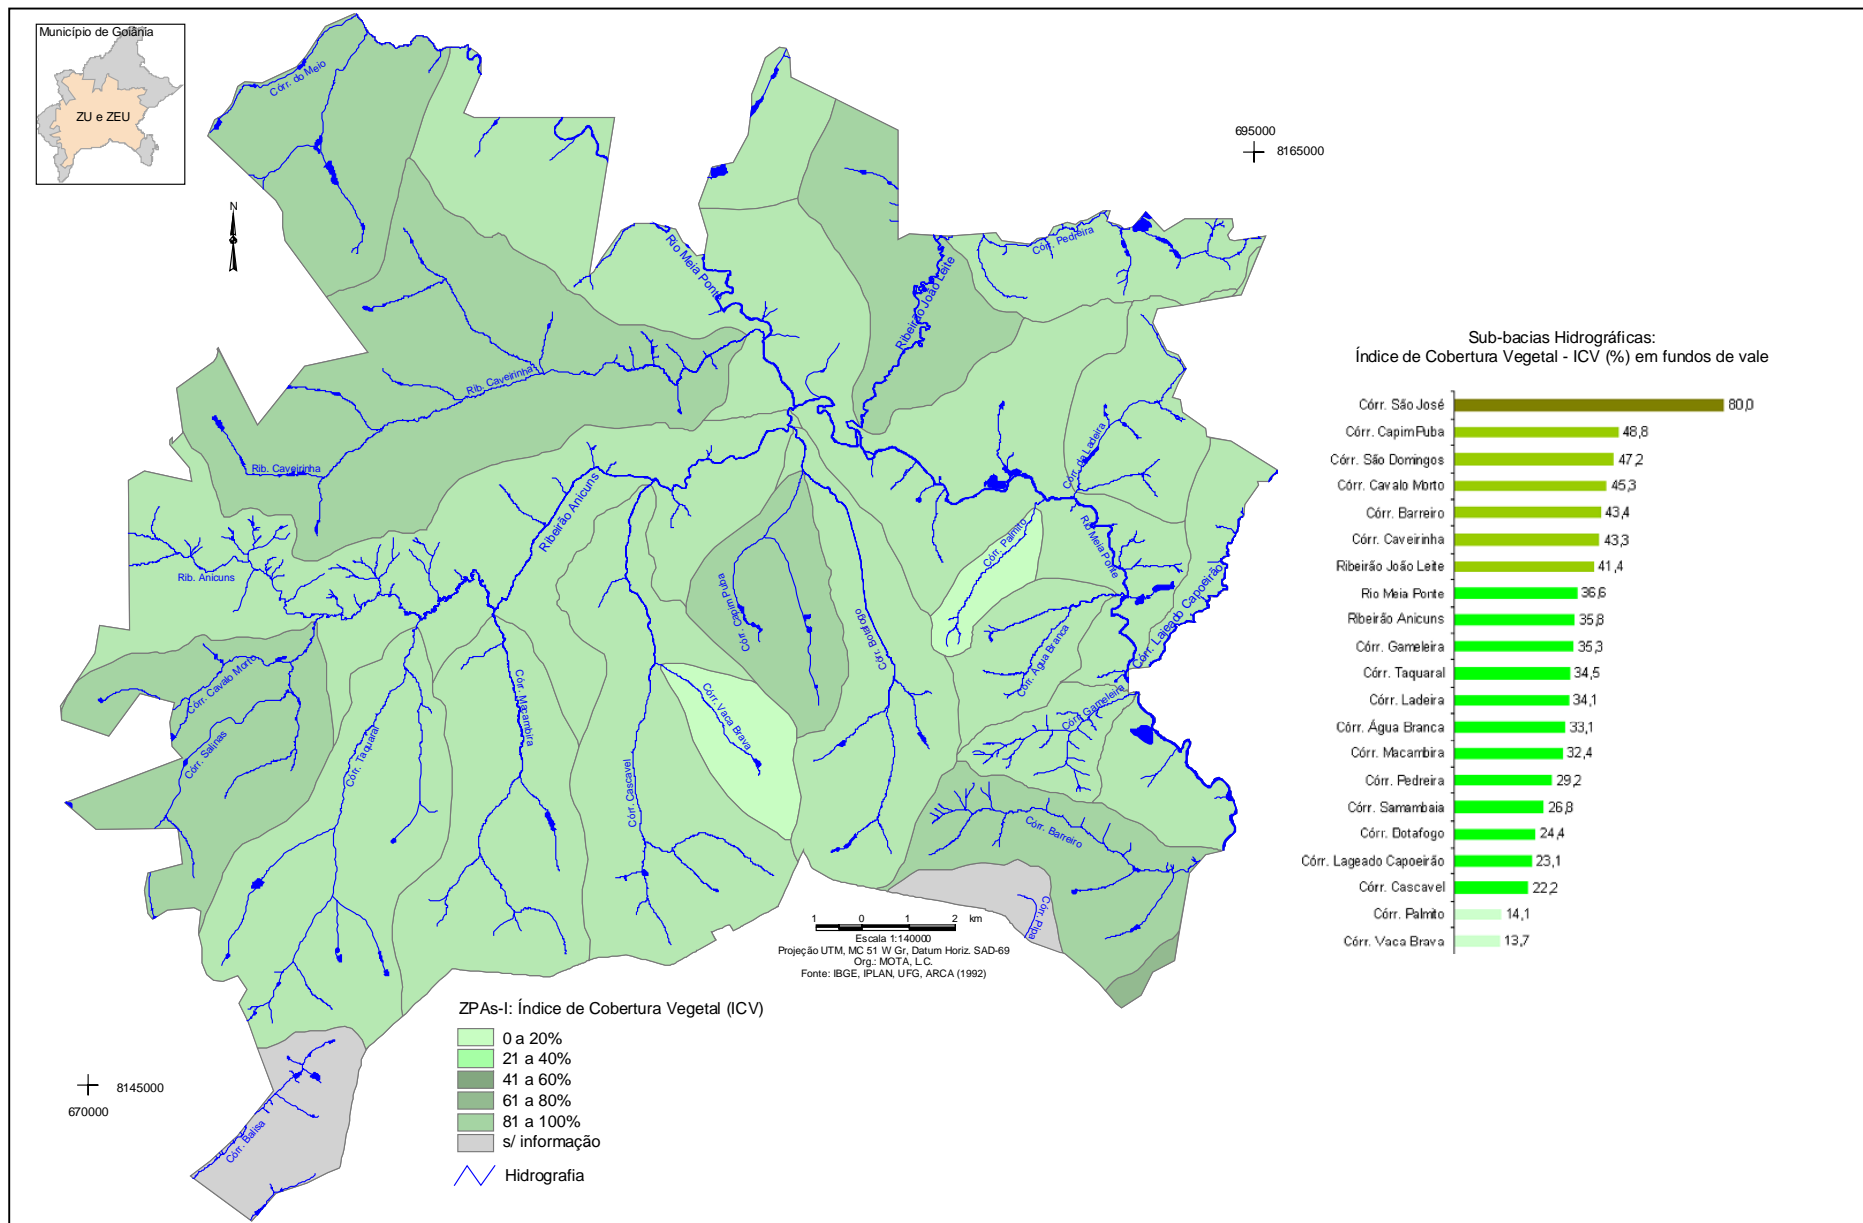 Município de Goiânia
ZU e ZEU
N
695000
8165000
Córr. do Meio
Rio Meia Ponte
Ribeirão João Leite
Córr. Pedreira
Rib. Caveirinha
Rib. Caveirinha
Córr. da Ladeira
Ribeirão Anicuns
Rib. Anicuns
Córr. Palmito
Rio Meia Ponte
Córr. Lajeado Capoeirão
Córr. Capim Puba
Córr. Botafogo
Córr. Água Branca
Córr. Cavalo Morto
Córr. Salinas
Córr. Taquaral
Córr. Macambira
Córr. Vaca Brava
Córr. Cascavel
Córr. Gameleira
Córr. Barreiro
Córr. Pipa
Córr. Balisa
1 0 1 2 km
Escala 1:140000
Projeção UTM, MC 51 W Gr, Datum Horiz. SAD-69
Org.: MOTA, L.C.
Fonte: IBGE, IPLAN, UFG, ARCA (1992)
ZPAs-I: Índice de Cobertura Vegetal (ICV)
0 a 20%
21 a 40%
41 a 60%
61 a 80%
81 a 100%
s/ informação
Hidrografia
8145000
670000
Sub-bacias Hidrográficas:
Índice de Cobertura Vegetal - ICV (%) em fundos de vale
Córr. São José 80,0
Córr. Capim Puba 48,8
Córr. São Domingos 47,2
Córr. Cavalo Morto 45,3
Córr. Barreiro 43,4
Córr. Caveirinha 43,3
Ribeirão João Leite 41,4
Rio Meia Ponte 36,6
Ribeirão Anicuns 35,8
Córr. Gameleira 35,3
Córr. Taquaral 34,5
Córr. Ladeira 34,1
Córr. Água Branca 33,1
Córr. Macambira 32,4
Córr. Pedreira 29,2
Córr. Samambaia 26,8
Córr. Botafogo 24,4
Córr. Lageado Capoeirão 23,1
Córr. Cascavel 22,2
Córr. Palmito 14,1
Córr. Vaca Brava 13,7